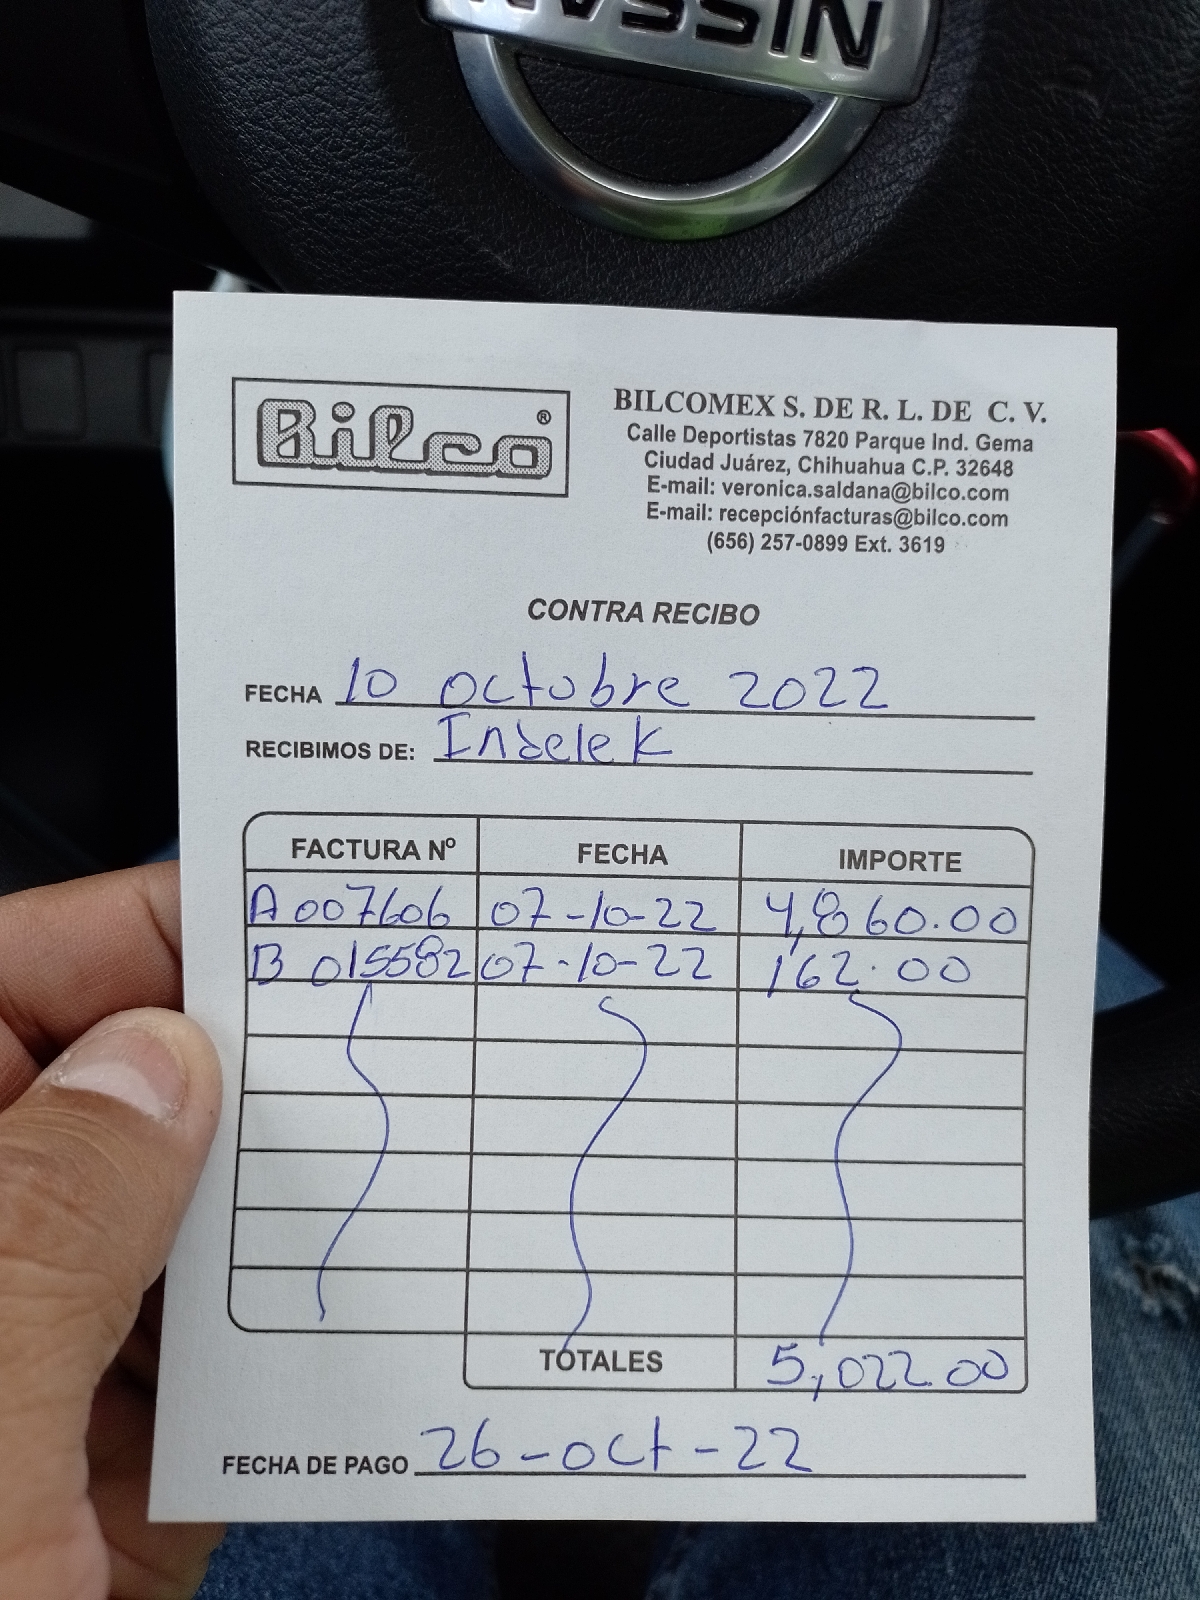 NISSAN
Bilco®
BILCOMEX S. DE R. L. DE C. V.
Calle Deportistas 7820 Parque Ind. Gema
Ciudad Juárez, Chihuahua C.P. 32648
E-mail: veronica.saldana@bilco.com
E-mail: recepciónfacturas@bilco.com
(656) 257-0899 Ext. 3619
CONTRA RECIBO
FECHA 10 octubre 2022
RECIBIMOS DE: Indelek
FACTURA Nº FECHA IMPORTE
A 007606 07-10-22 4,860.00
B 015582 07-10-22 162.00
TOTALES 5,022.00
FECHA DE PAGO 26-oct-22